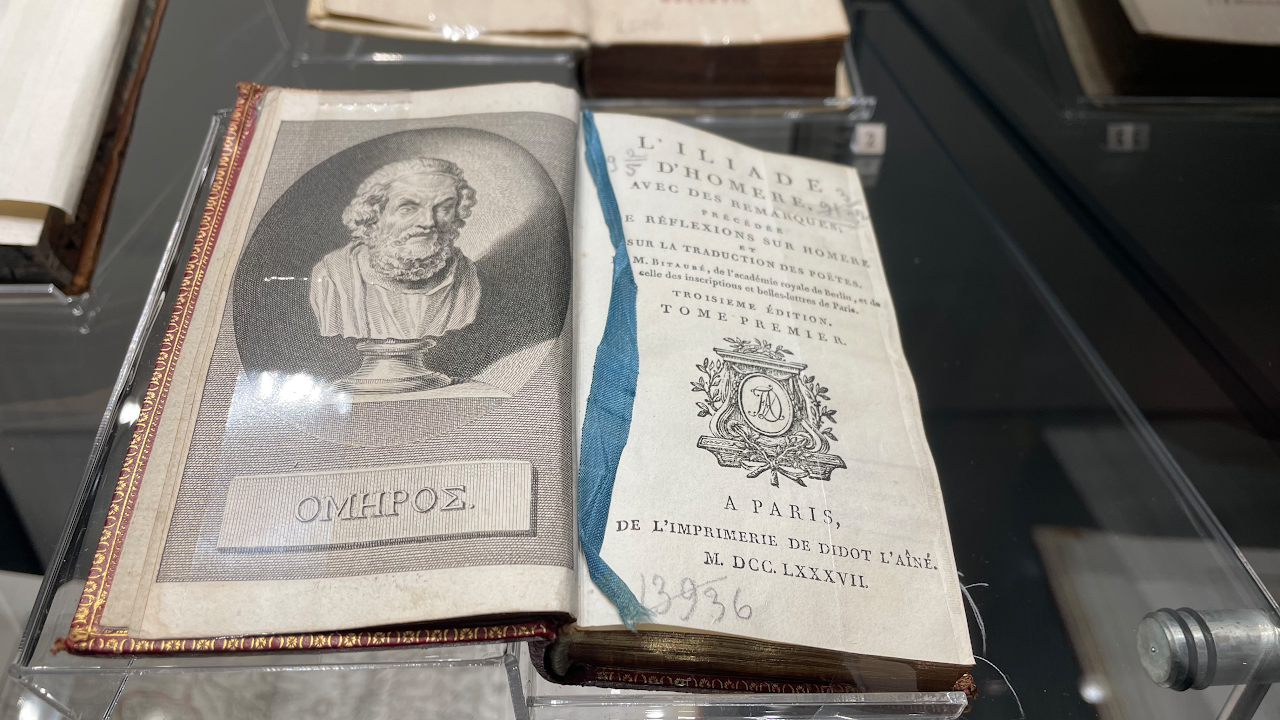 ΟΜΗΡΟΣ.
L'ILIADE
D'HOMERE,
AVEC DES REMARQUES,
PRÉCÉDÉE
E RÉFLEXIONS SUR HOMERE
ET
SUR LA TRADUCTION DES POËTES.
M. BITAUBÉ, de l'académie royale de Berlin, et de
celle des inscriptions et belles-lettres de Paris.
TROISIEME ÉDITION.
TOME PREMIER.
A PARIS,
DE L'IMPRIMERIE DE DIDOT L'AÎNÉ.
M. DCC. LXXXVII.
13936